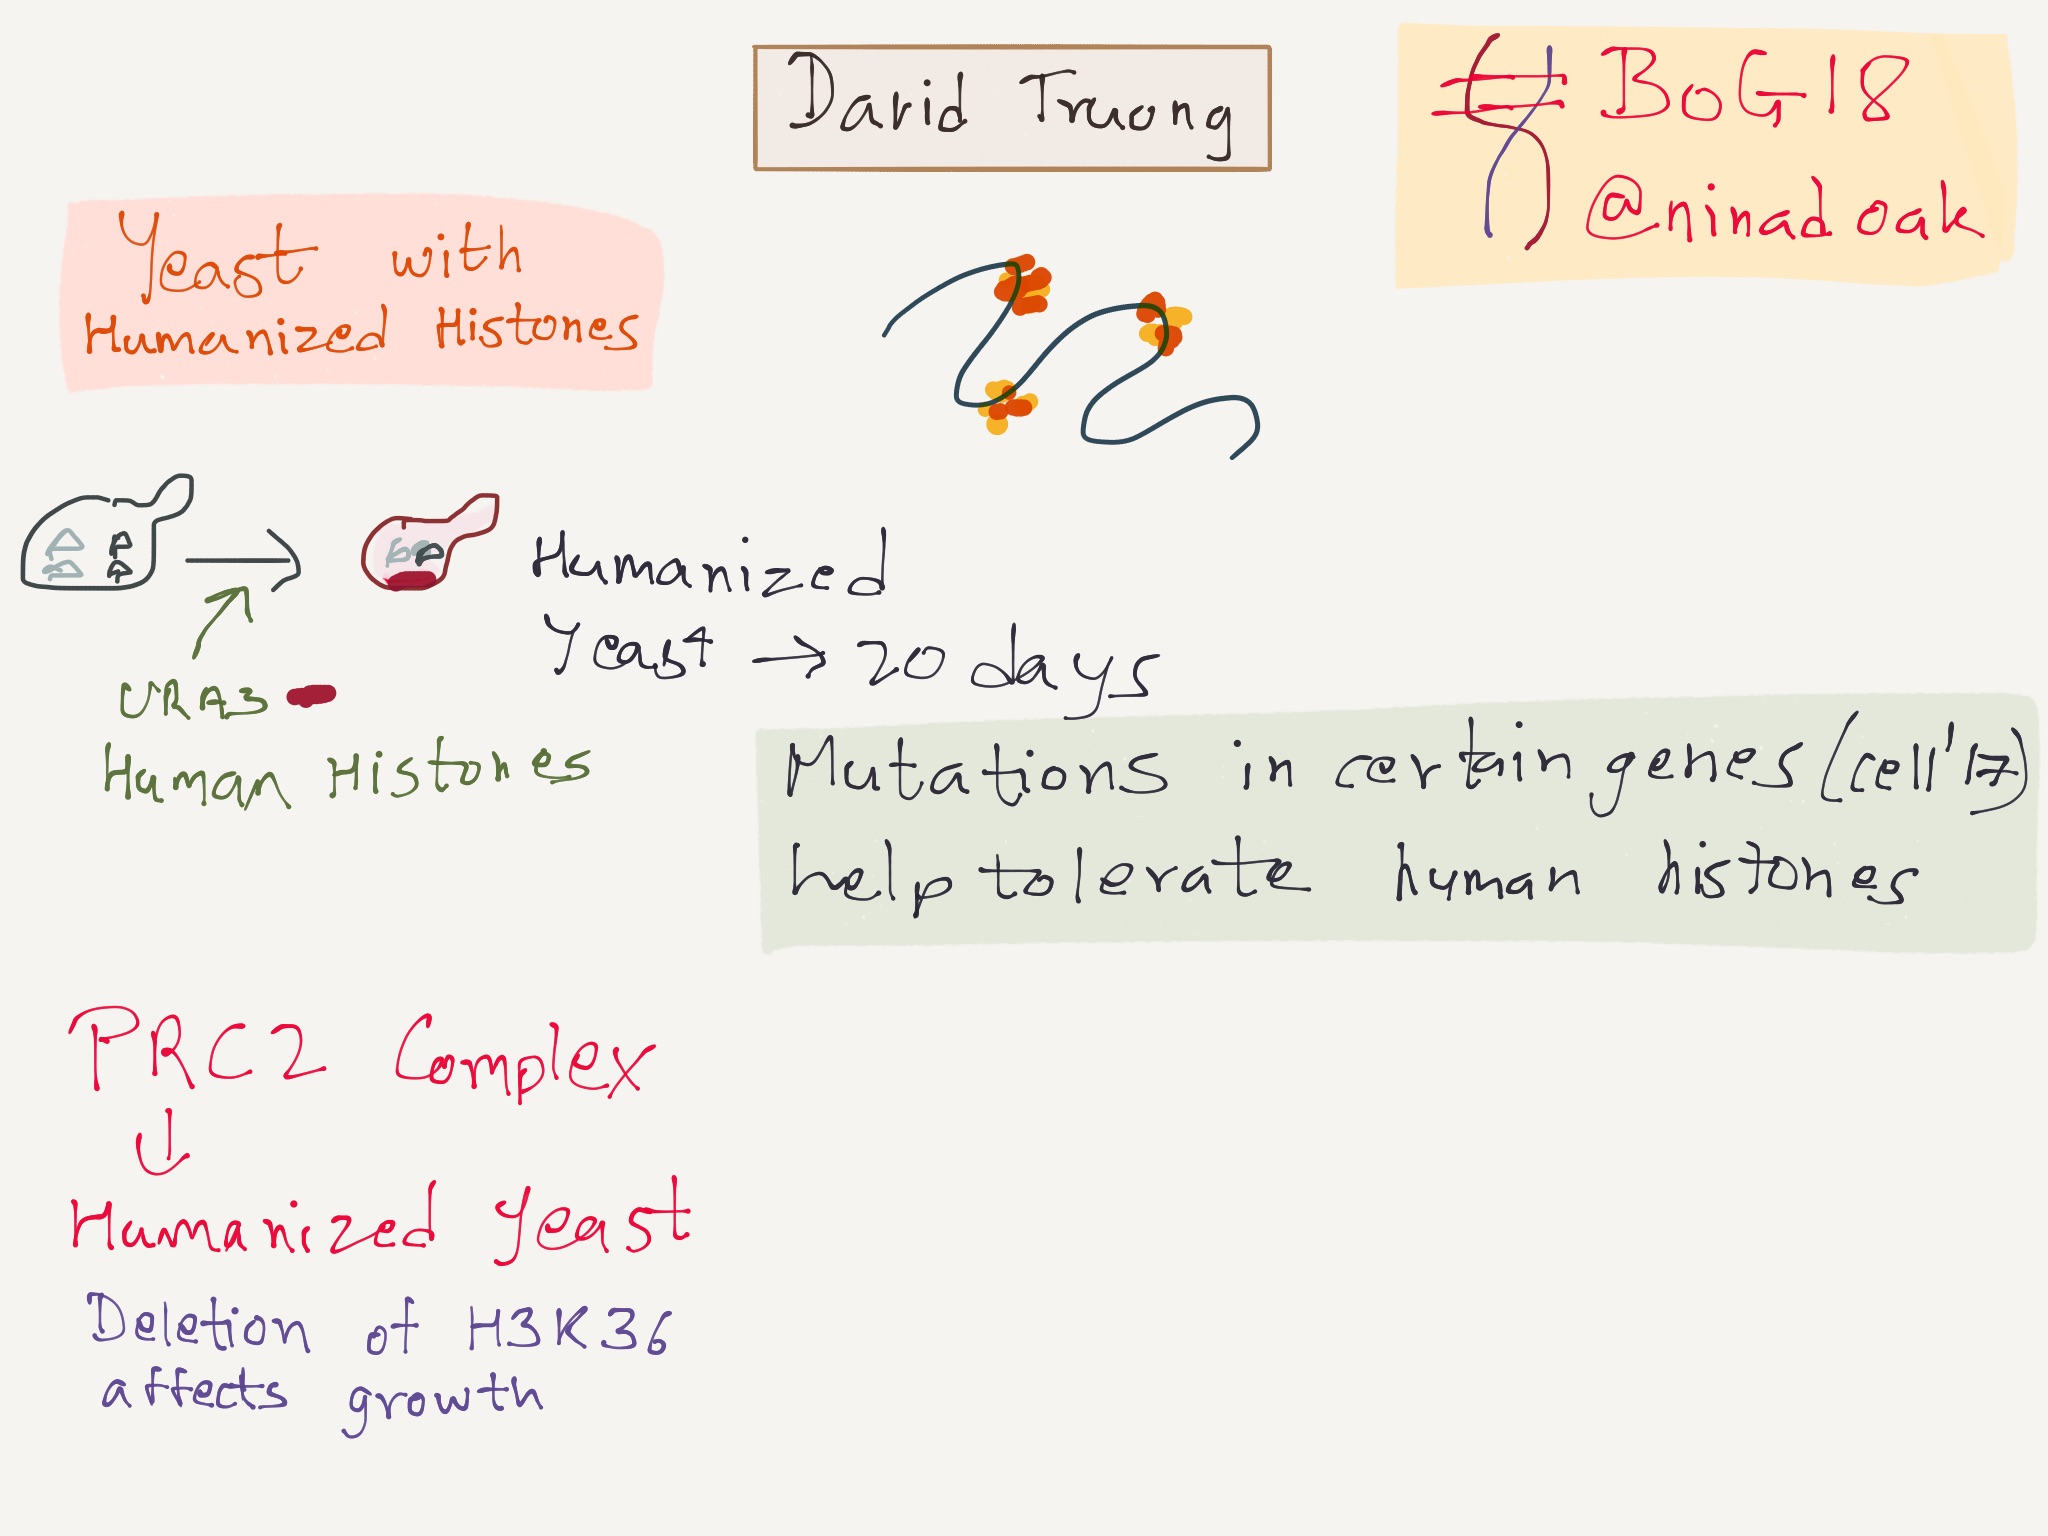 David Truong
#BoG18
@ninadoak
Yeast with
Humanized Histones
Humanized
Yeast → 20 days
URA3
Human Histones
Mutations in certain genes (cell'17)
help tolerate human histones
PRC2 Complex
↓
Humanized Yeast
Deletion of H3K36
affects growth